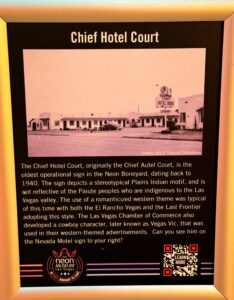 Chief Hotel Court
The Chief Hotel Court, originally the Chief Autel Court, is the
oldest operational sign in the Neon Boneyard, dating back to
1940. The sign depicts a stereotypical Plains Indian motif, and is
not reflective of the Paiute peoples who are indigenous to the Las
Vegas valley. The use of a romanticized western theme was typical
of this time with both the El Rancho Vegas and the Last Frontier
adopting this style. The Las Vegas Chamber of Commerce also
developed a cowboy character, later known as Vegas Vic, that was
used in their western themed advertisements. Can you see him on
the Nevada Motel sign to your right?
neon
MUSEUM
LEARN
MORE